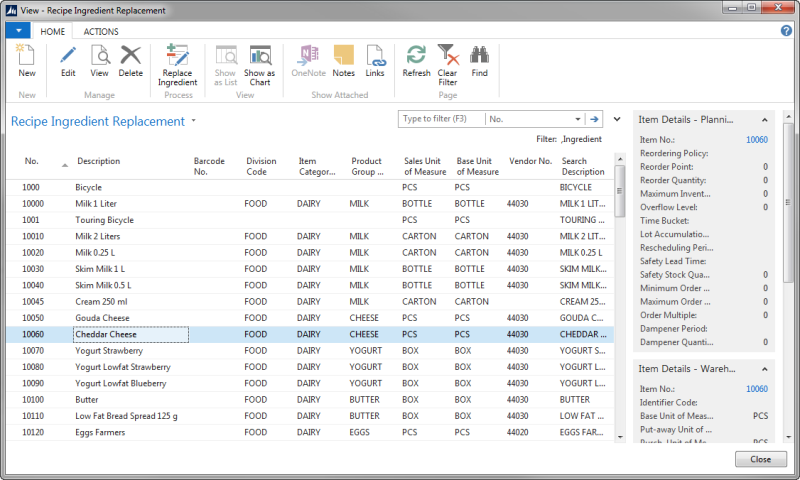 View - Recipe Ingredient Replacement
HOME ACTIONS
New Edit View Delete Replace Ingredient Show as List Show as Chart OneNote Notes Links Refresh Clear Filter Find
New Manage Process View Show Attached Page
Recipe Ingredient Replacement
Type to filter (F3) No.
Filter: ,Ingredient
No. Description Barcode No. Division Code Item Categor... Product Group ... Sales Unit of Measure Base Unit of Measure Vendor No. Search Description
1000 Bicycle PCS PCS BICYCLE
10000 Milk 1 Liter FOOD DAIRY MILK BOTTLE BOTTLE 44030 MILK 1 LIT...
1001 Touring Bicycle PCS PCS TOURING ...
10010 Milk 2 Liters FOOD DAIRY MILK CARTON CARTON 44030 MILK 2 LIT...
10020 Milk 0.25 L FOOD DAIRY MILK CARTON CARTON 44030 MILK 0.25 L
10030 Skim Milk 1 L FOOD DAIRY MILK BOTTLE BOTTLE 44030 SKIM MILK...
10040 Skim Milk 0.5 L FOOD DAIRY MILK BOTTLE BOTTLE 44030 SKIM MILK...
10045 Cream 250 ml FOOD DAIRY MILK CARTON CARTON CREAM 25...
10050 Gouda Cheese FOOD DAIRY CHEESE PCS PCS 44030 GOUDA C...
10060 Cheddar Cheese FOOD DAIRY CHEESE PCS PCS 44030 CHEDDAR ...
10070 Yogurt Strawberry FOOD DAIRY YOGURT BOX BOX 44030 YOGURT S...
10080 Yogurt Lowfat Strawberry FOOD DAIRY YOGURT BOX BOX 44030 YOGURT L...
10090 Yogurt Lowfat Blueberry FOOD DAIRY YOGURT BOX BOX 44030 YOGURT L...
10100 Butter FOOD DAIRY BUTTER BOX BOX 44030 BUTTER
10110 Low Fat Bread Spread 125 g FOOD DAIRY BUTTER BOX BOX 44030 LOW FAT ...
10120 Eggs Farmers FOOD DAIRY EGGS PCS PCS 44020 EGGS FAR...
Item Details - Planni...
Item No.: 10060
Reordering Policy:
Reorder Point: 0
Reorder Quantity: 0
Maximum Invent... 0
Overflow Level: 0
Time Bucket:
Lot Accumulatio...
Rescheduling Peri...
Safety Lead Time:
Safety Stock Qua... 0
Minimum Order ... 0
Maximum Order ... 0
Order Multiple: 0
Dampener Period:
Dampener Quanti... 0
Item Details - Wareh...
Item No.: 10060
Identifier Code:
Base Unit of Meas... PCS
Put-away Unit of ...
Purch. Unit of Me... PCS
Close